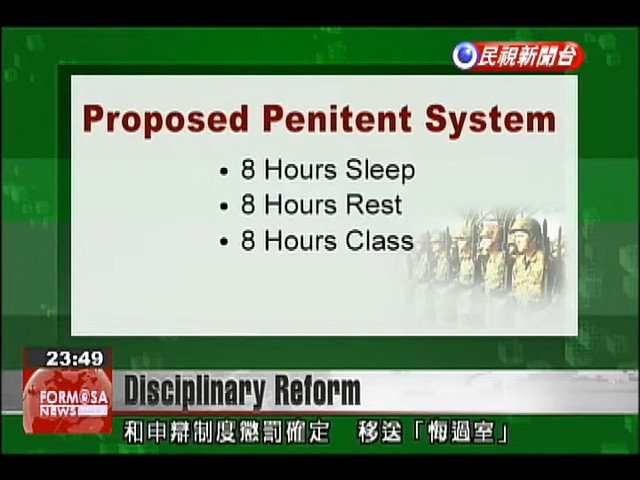 民視新聞台
Proposed Penitent System
• 8 Hours Sleep
• 8 Hours Rest
• 8 Hours Class
23:49
FORMOSA
NEWS
Disciplinary Reform
和申辯制度懲罰確定 移送「悔過室」